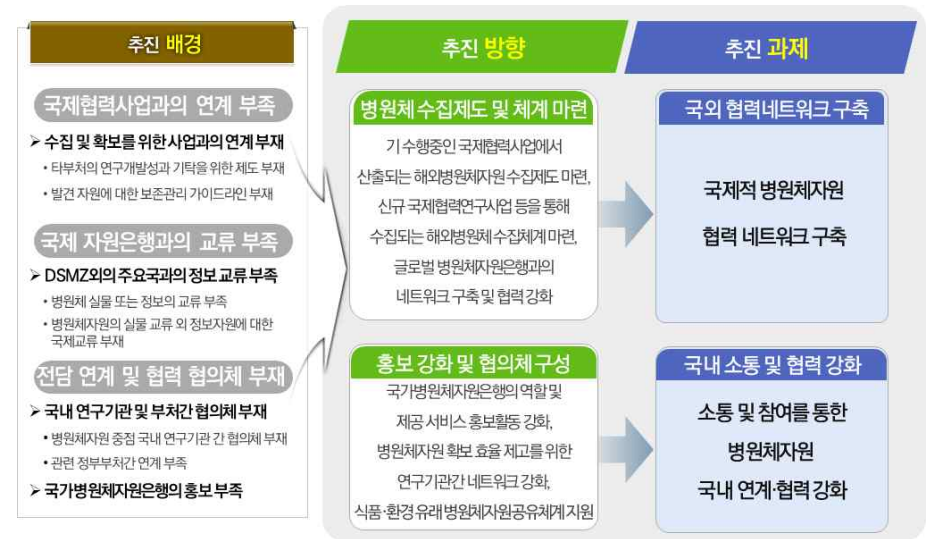 추진 배경
국제협력사업과의 연계 부족
➢ 수집 및 확보를 위한 사업과의 연계 부재
• 타부처의 연구개발성과 기탁을 위한 제도 부재
• 발견 자원에 대한 보존관리 가이드라인 부재
국제 자원은행과의 교류 부족
➢ DSMZ외의 주요국과의 정보 교류 부족
• 병원체 실물 또는 정보의 교류 부족
• 병원체자원의 실물 교류 외 정보자원에 대한
국제교류 부재
전담 연계 및 협력 협의체 부재
➢ 국내 연구기관 및 부처간 협의체 부재
• 병원체자원 중점 국내 연구기관 간 협의체 부재
• 관련 정부부처간 연계 부족
➢ 국가병원체자원은행의 홍보 부족
추진 방향
병원체 수집제도 및 체계 마련
기 수행중인 국제협력사업에서
산출되는 해외병원체자원 수집제도 마련,
신규 국제협력연구사업 등을 통해
수집되는 해외병원체 수집체계 마련,
글로벌 병원체자원은행과의
네트워크 구축 및 협력 강화
홍보 강화 및 협의체 구성
국가병원체자원은행의 역할 및
제공 서비스 홍보활동 강화,
병원체자원 확보 효율 제고를 위한
연구기관간 네트워크 강화,
식품·환경 유래 병원체자원공유체계 지원
추진 과제
국외 협력네트워크 구축
국제적 병원체자원
협력 네트워크 구축
국내 소통 및 협력 강화
소통 및 참여를 통한
병원체자원
국내 연계·협력 강화